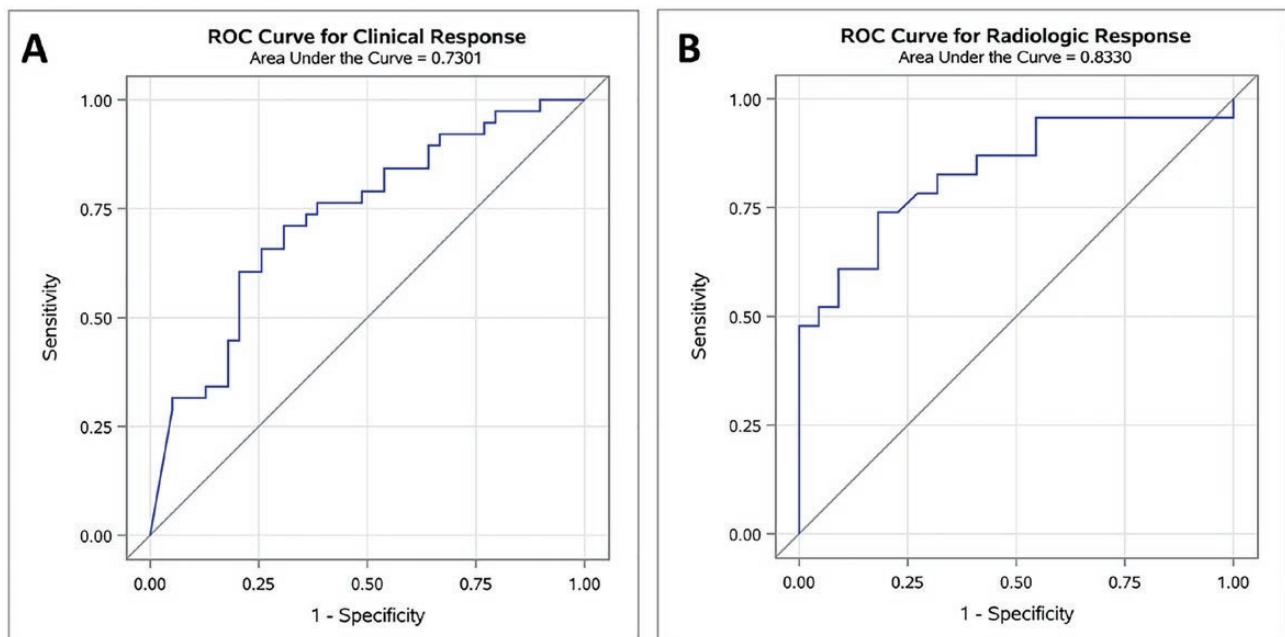 A
ROC Curve for Clinical Response
Area Under the Curve = 0.7301
1.00
0.75
0.50
0.25
0.00
Sensitivity
0.00 0.25 0.50 0.75 1.00
1 - Specificity
B
ROC Curve for Radiologic Response
Area Under the Curve = 0.8330
1.00
0.75
0.50
0.25
0.00
Sensitivity
0.00 0.25 0.50 0.75 1.00
1 - Specificity